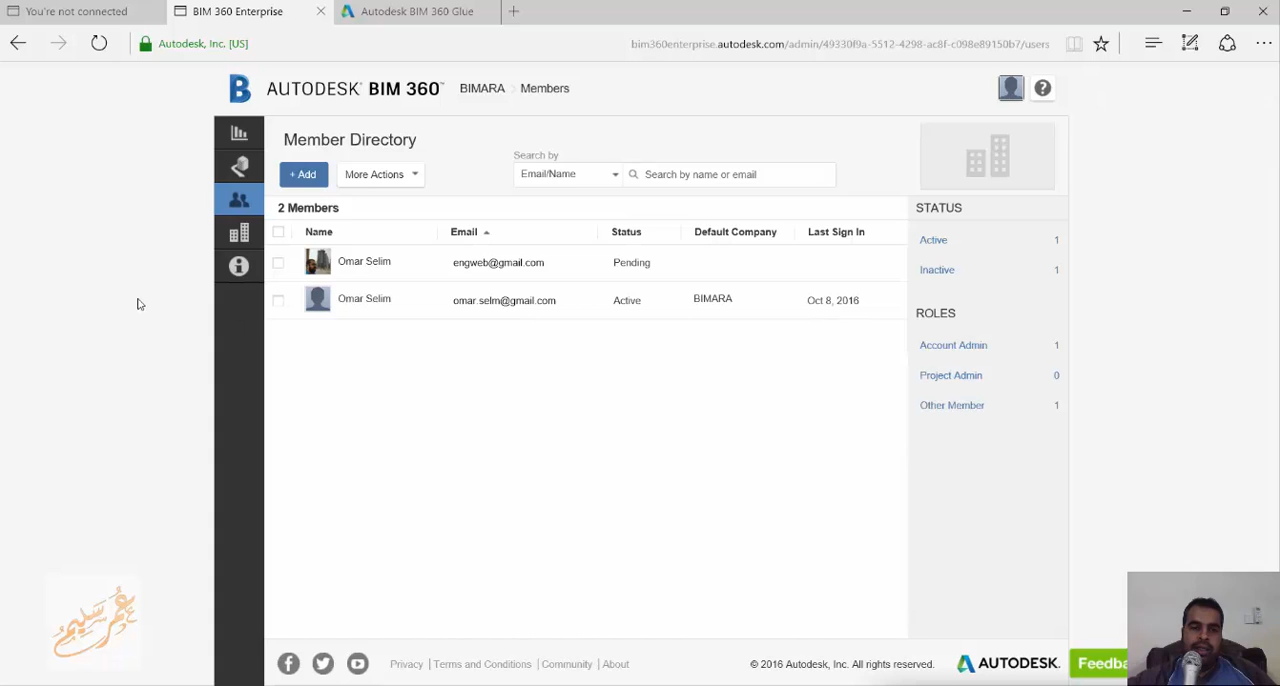 You're not connected
BIM 360 Enterprise
Autodesk BIM 360 Glue
Autodesk, Inc. [US]
bim360enterprise.autodesk.com/admin/49330f9a-5512-4298-ac8f-c098e89150b7/users
AUTODESK® BIM 360™
BIMARA > Members
Member Directory
+ Add
More Actions
Search by
Email/Name
Search by name or email
2 Members
Name Email Status Default Company Last Sign In
Omar Selim engweb@gmail.com Pending
Omar Selim omar.selm@gmail.com Active BIMARA Oct 8, 2016
STATUS
Active 1
Inactive 1
ROLES
Account Admin 1
Project Admin 0
Other Member 1
Privacy | Terms and Conditions | Community | About
© 2016 Autodesk, Inc. All rights reserved.
AUTODESK.
Feedba
عمر سليم